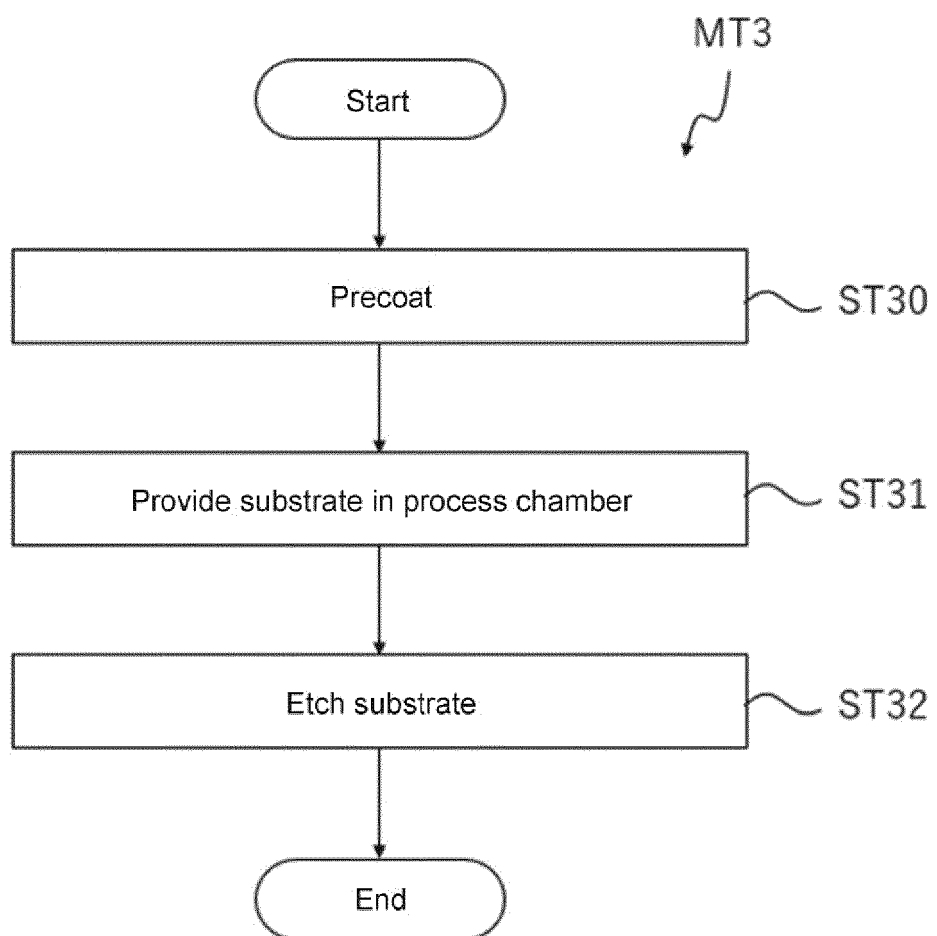 MT3
Start
Precoat
ST30
Provide substrate in process chamber
ST31
Etch substrate
ST32
End